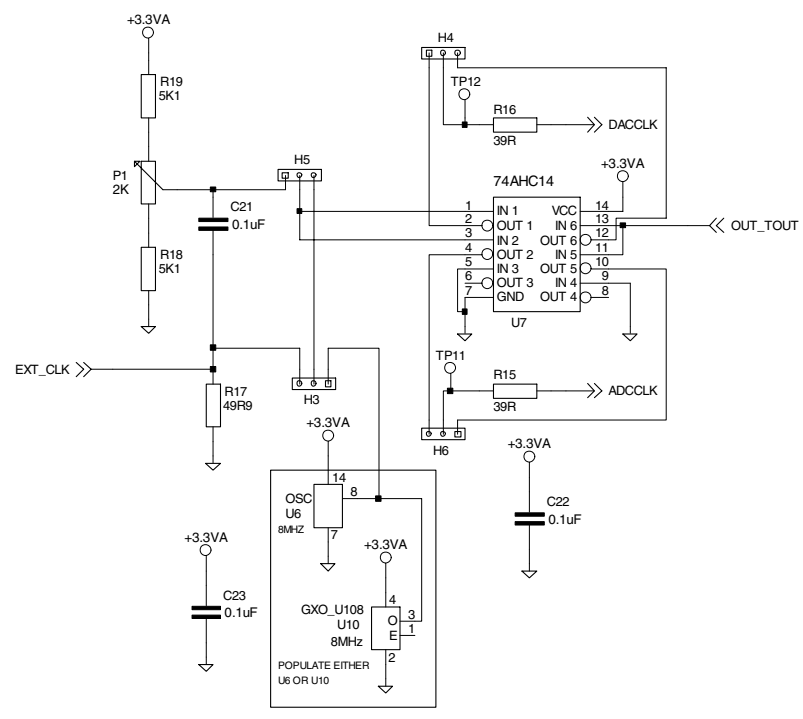 +3.3VA
H4
R19
5K1
TP12
R16
DACCLK
39R
P1
2K
H5
+3.3VA
74AHC14
C21
0.1uF
1 IN 1 VCC 14
2 OUT 1 IN 6 13
3 IN 2 OUT 6 12
4 OUT 2 IN 5 11
5 IN 3 OUT 5 10
6 OUT 3 IN 4 9
7 GND OUT 4 8
U7
OUT_TOUT
R18
5K1
EXT_CLK
TP11
R15
ADCCLK
39R
R17
49R9
H3
H6
+3.3VA
+3.3VA
14
OSC 8
U6
8MHZ
7
C22
0.1uF
+3.3VA
+3.3VA
C23
0.1uF
4
GXO_U108
O 3
U10
E 1
8MHz
2
POPULATE EITHER
U6 OR U10